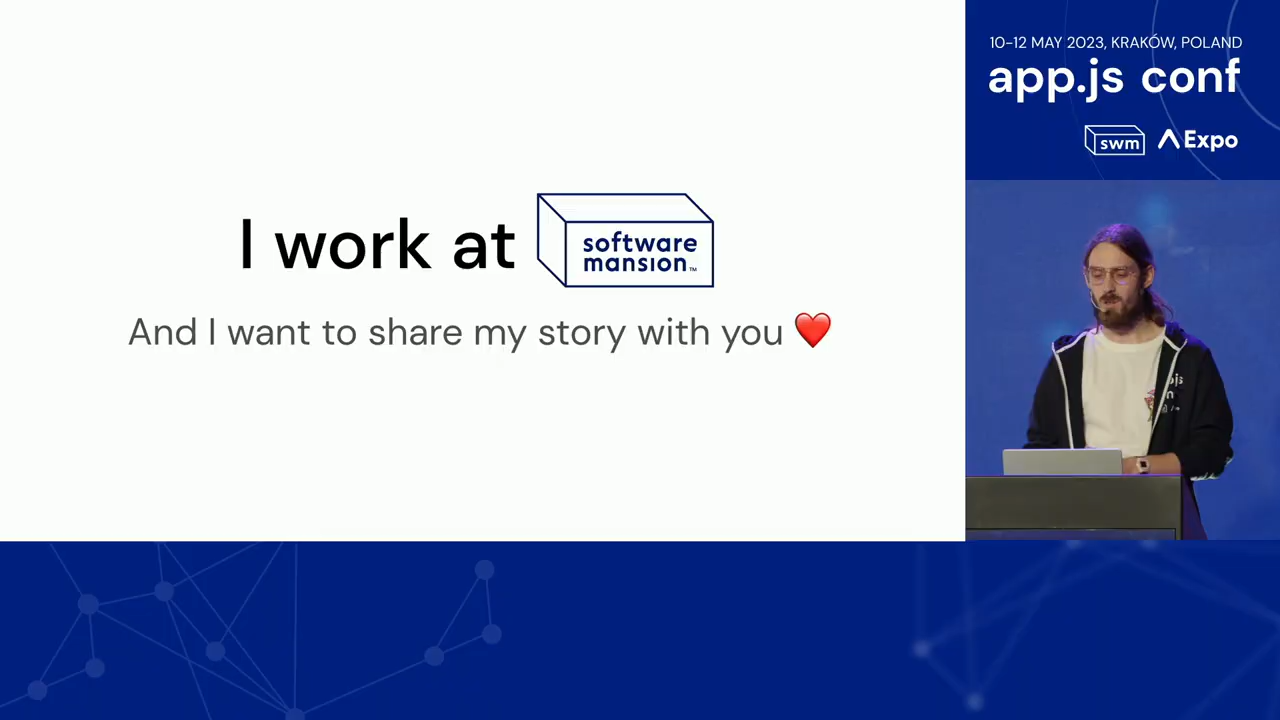 I work at
software
mansion™
And I want to share my story with you ❤️
10–12 MAY 2023, KRAKÓW, POLAND
app.js conf
swm
Expo